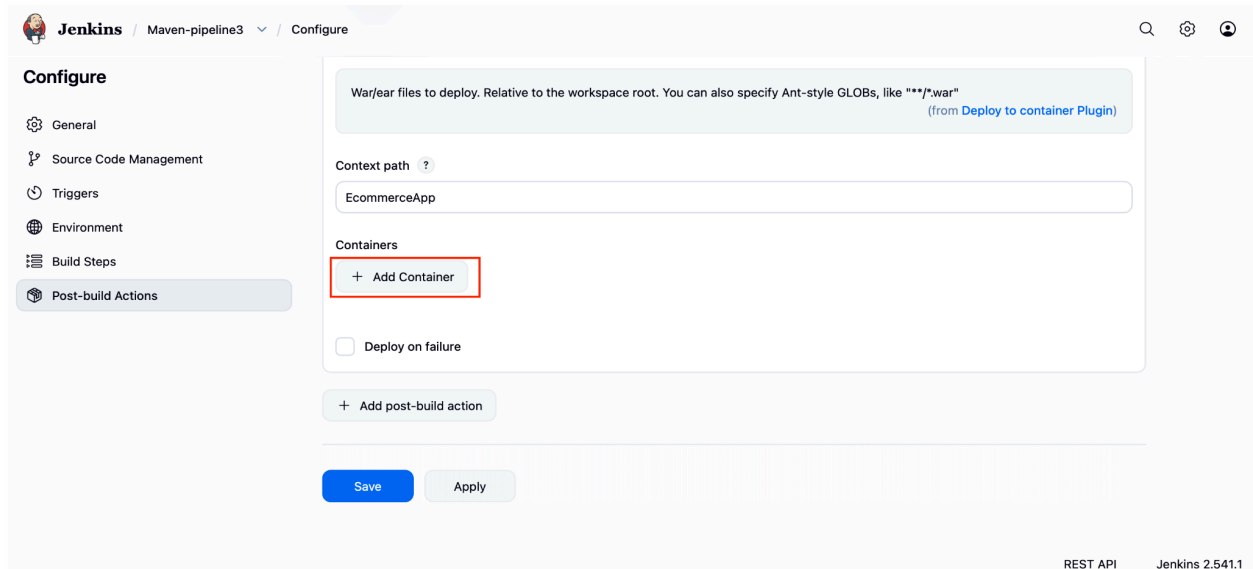 Jenkins / Maven-pipeline3 / Configure
Configure
General
Source Code Management
Triggers
Environment
Build Steps
Post-build Actions
War/ear files to deploy. Relative to the workspace root. You can also specify Ant-style GLOBs, like "**/*.war"
(from Deploy to container Plugin)
Context path ?
EcommerceApp
Containers
+ Add Container
Deploy on failure
+ Add post-build action
Save Apply
REST API Jenkins 2.541.1